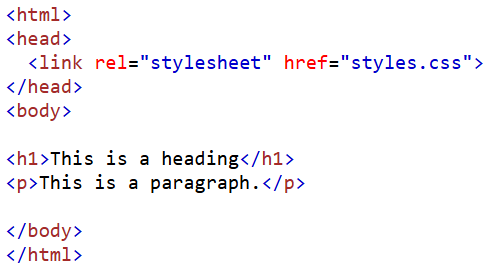 <html>
<head>
  <link rel="stylesheet" href="styles.css">
</head>
<body>

<h1>This is a heading</h1>
<p>This is a paragraph.</p>

</body>
</html>